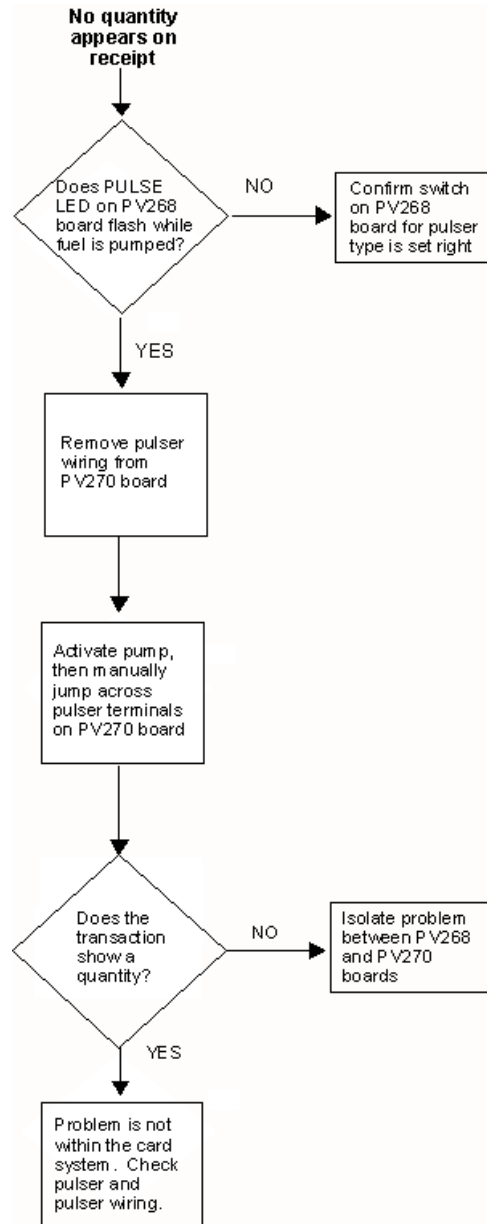 No quantity
appears on
receipt
Does PULSE
LED on PV268
board flash while
fuel is pumped?
NO
Confirm switch
on PV268
board for pulser
type is set right
YES
Remove pulser
wiring from
PV270 board
Activate pump,
then manually
jump across
pulser terminals
on PV270 board
Does the
transaction
show a
quantity?
NO
Isolate problem
between PV268
and PV270
boards
YES
Problem is not
within the card
system. Check
pulser and
pulser wiring.